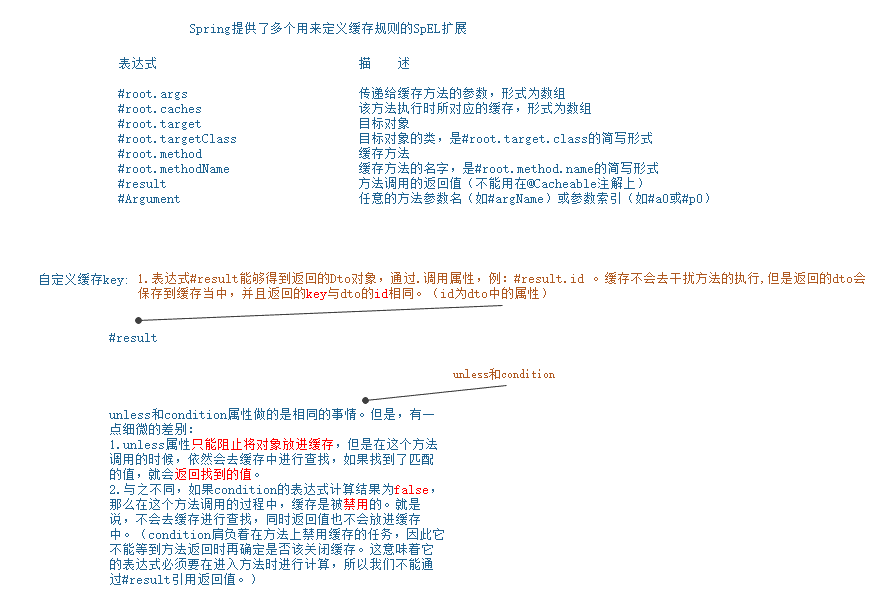 Spring提供了多个用来定义缓存规则的SpEL扩展
表达式 描 述
#root.args 传递给缓存方法的参数，形式为数组
#root.caches 该方法执行时所对应的缓存，形式为数组
#root.target 目标对象
#root.targetClass 目标对象的类，是#root.target.class的简写形式
#root.method 缓存方法
#root.methodName 缓存方法的名字，是#root.method.name的简写形式
#result 方法调用的返回值（不能用在@Cacheable注解上）
#Argument 任意的方法参数名（如#argName）或参数索引（如#a0或#p0）
自定义缓存key: 1.表达式#result能够得到返回的Dto对象，通过.调用属性，例：#result.id 。缓存不会去干扰方法的执行,但是返回的dto会
保存到缓存当中，并且返回的key与dto的id相同。（id为dto中的属性）
#result
unless和condition
unless和condition属性做的是相同的事情。但是，有一
点细微的差别：
1.unless属性只能阻止将对象放进缓存，但是在这个方法
调用的时候，依然会去缓存中进行查找，如果找到了匹配
的值，就会返回找到的值。
2.与之不同，如果condition的表达式计算结果为false，
那么在这个方法调用的过程中，缓存是被禁用的。就是
说，不会去缓存进行查找，同时返回值也不会放进缓存
中。（condition肩负着在方法上禁用缓存的任务，因此它
不能等到方法返回时再确定是否该关闭缓存。这意味着它
的表达式必须要在进入方法时进行计算，所以我们不能通
过#result引用返回值。）